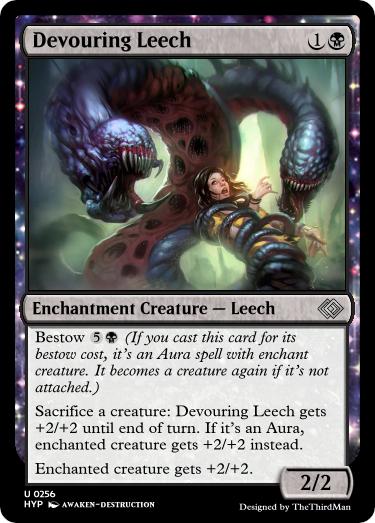 Devouring Leech 1
Enchantment Creature — Leech
Bestow 5 (If you cast this card for its
bestow cost, it's an Aura spell with enchant
creature. It becomes a creature again if it's not
attached.)
Sacrifice a creature: Devouring Leech gets
+2/+2 until end of turn. If it's an Aura,
enchanted creature gets +2/+2 instead.
Enchanted creature gets +2/+2.
2/2
U 0256
HYP AWAKEN-DESTRUCTION
Designed by TheThirdMan